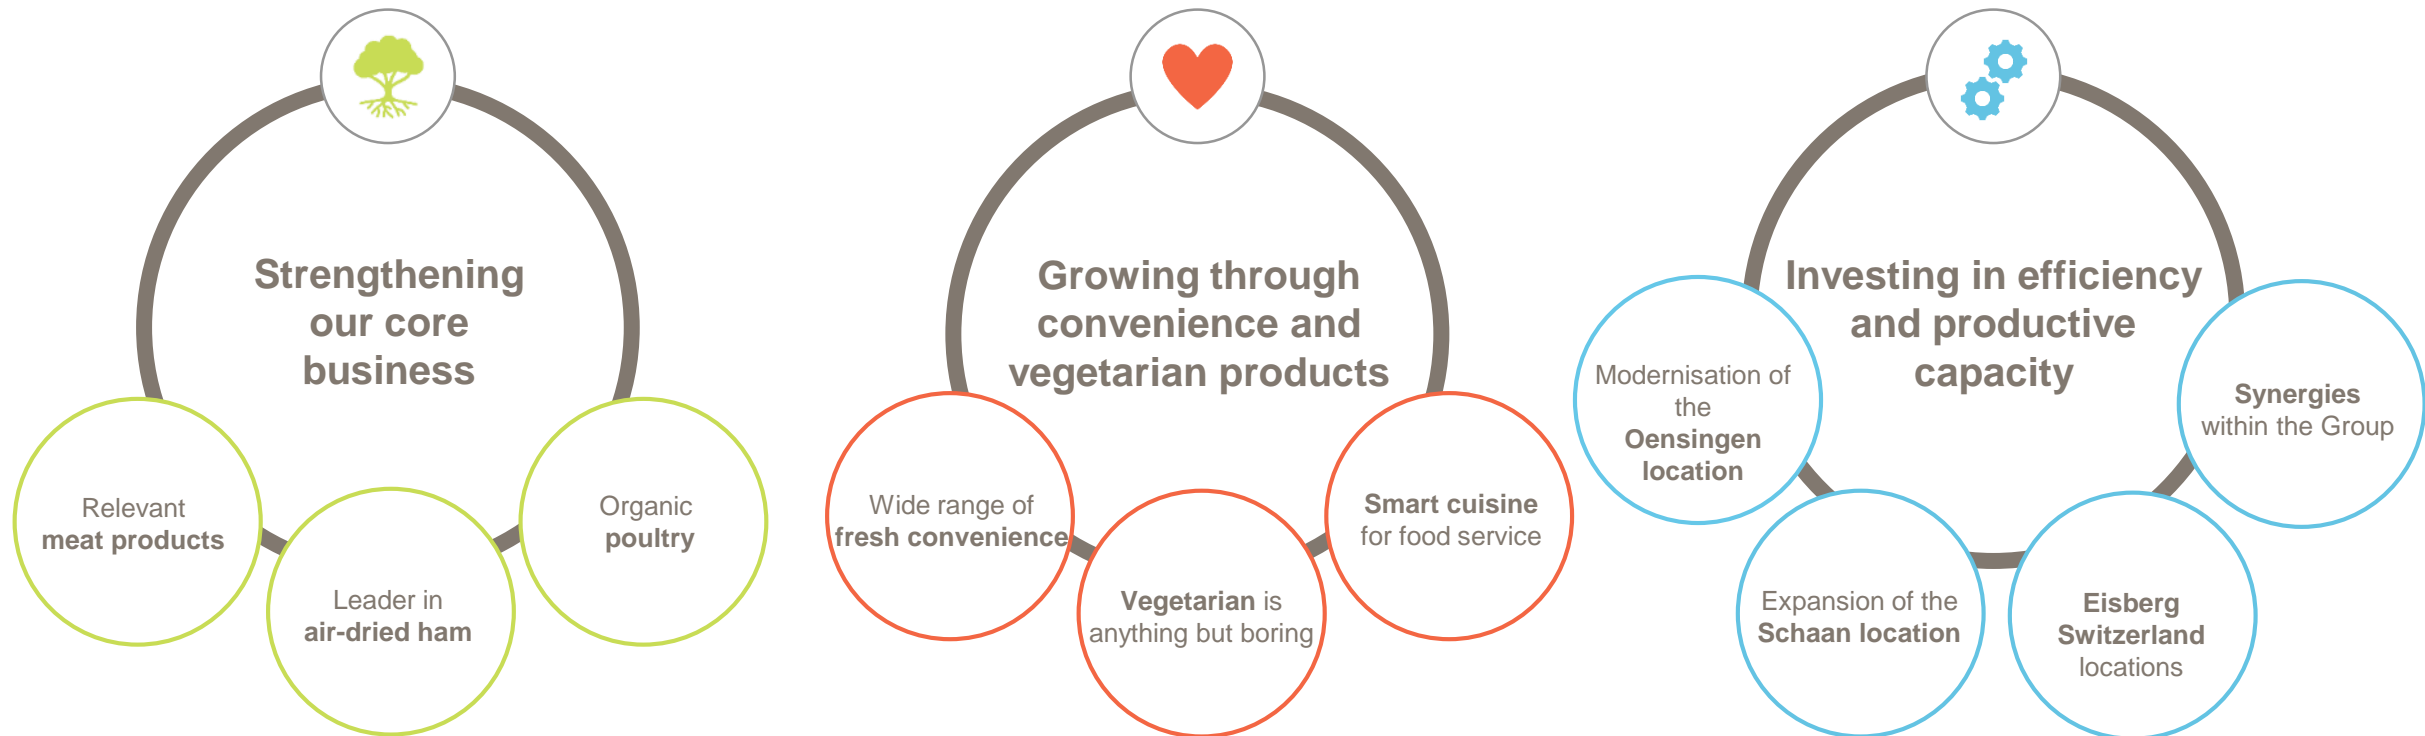 Strengthening
our core
business
Relevant
meat products
Leader in
air-dried ham
Organic
poultry
Growing through
convenience and
vegetarian products
Wide range of
fresh convenience
Vegetarian is
anything but boring
Smart cuisine
for food service
Investing in efficiency
and productive
capacity
Modernisation of
the
Oensingen
location
Expansion of the
Schaan location
Eisberg
Switzerland
locations
Synergies
within the Group